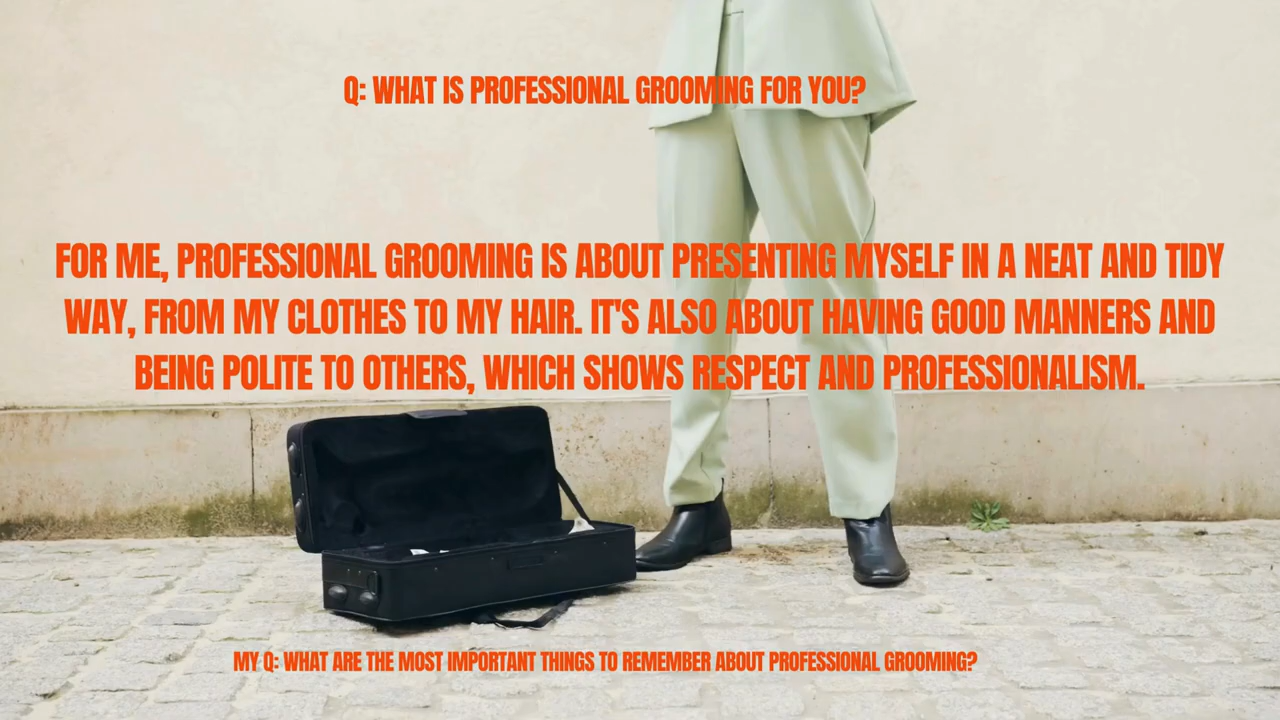 Q: WHAT IS PROFESSIONAL GROOMING FOR YOU?
FOR ME, PROFESSIONAL GROOMING IS ABOUT PRESENTING MYSELF IN A NEAT AND TIDY
WAY, FROM MY CLOTHES TO MY HAIR. IT'S ALSO ABOUT HAVING GOOD MANNERS AND
BEING POLITE TO OTHERS, WHICH SHOWS RESPECT AND PROFESSIONALISM.
MY Q: WHAT ARE THE MOST IMPORTANT THINGS TO REMEMBER ABOUT PROFESSIONAL GROOMING?